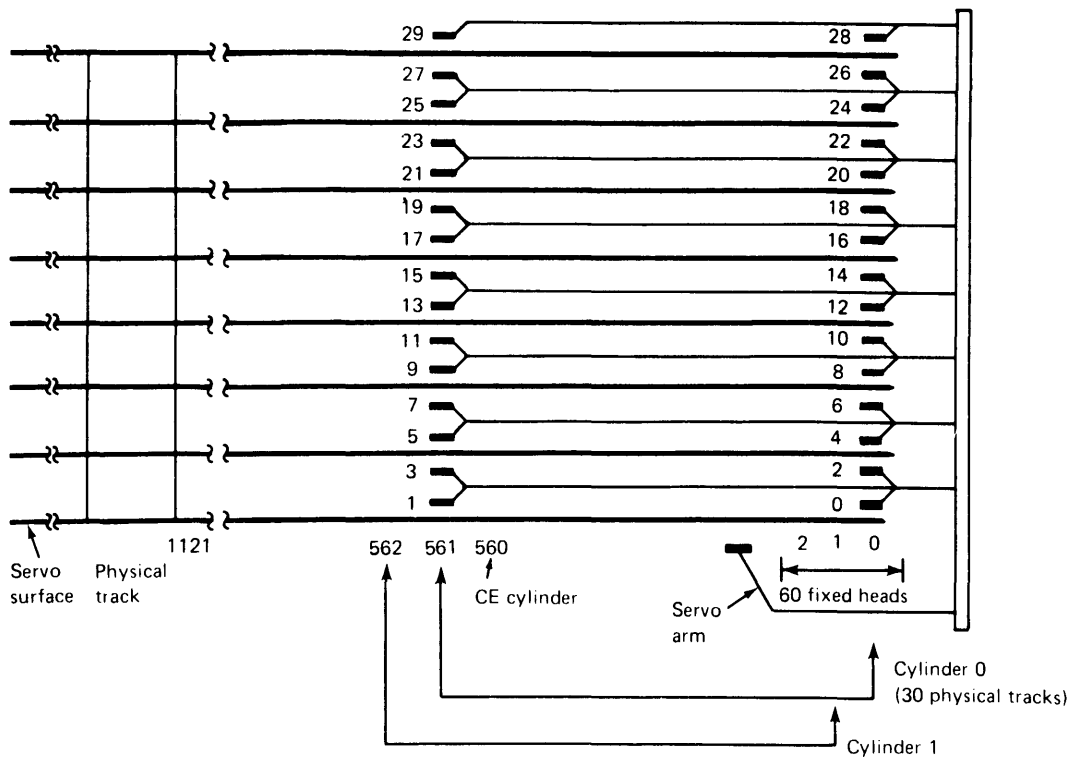 29 28
27 26
25 24
23 22
21 20
19 18
17 16
15 14
13 12
11 10
9 8
7 6
5 4
3 2
1 0
1121 562 561 560 2 1 0
Servo surface
Physical track
CE cylinder
60 fixed heads
Servo arm
Cylinder 0
(30 physical tracks)
Cylinder 1